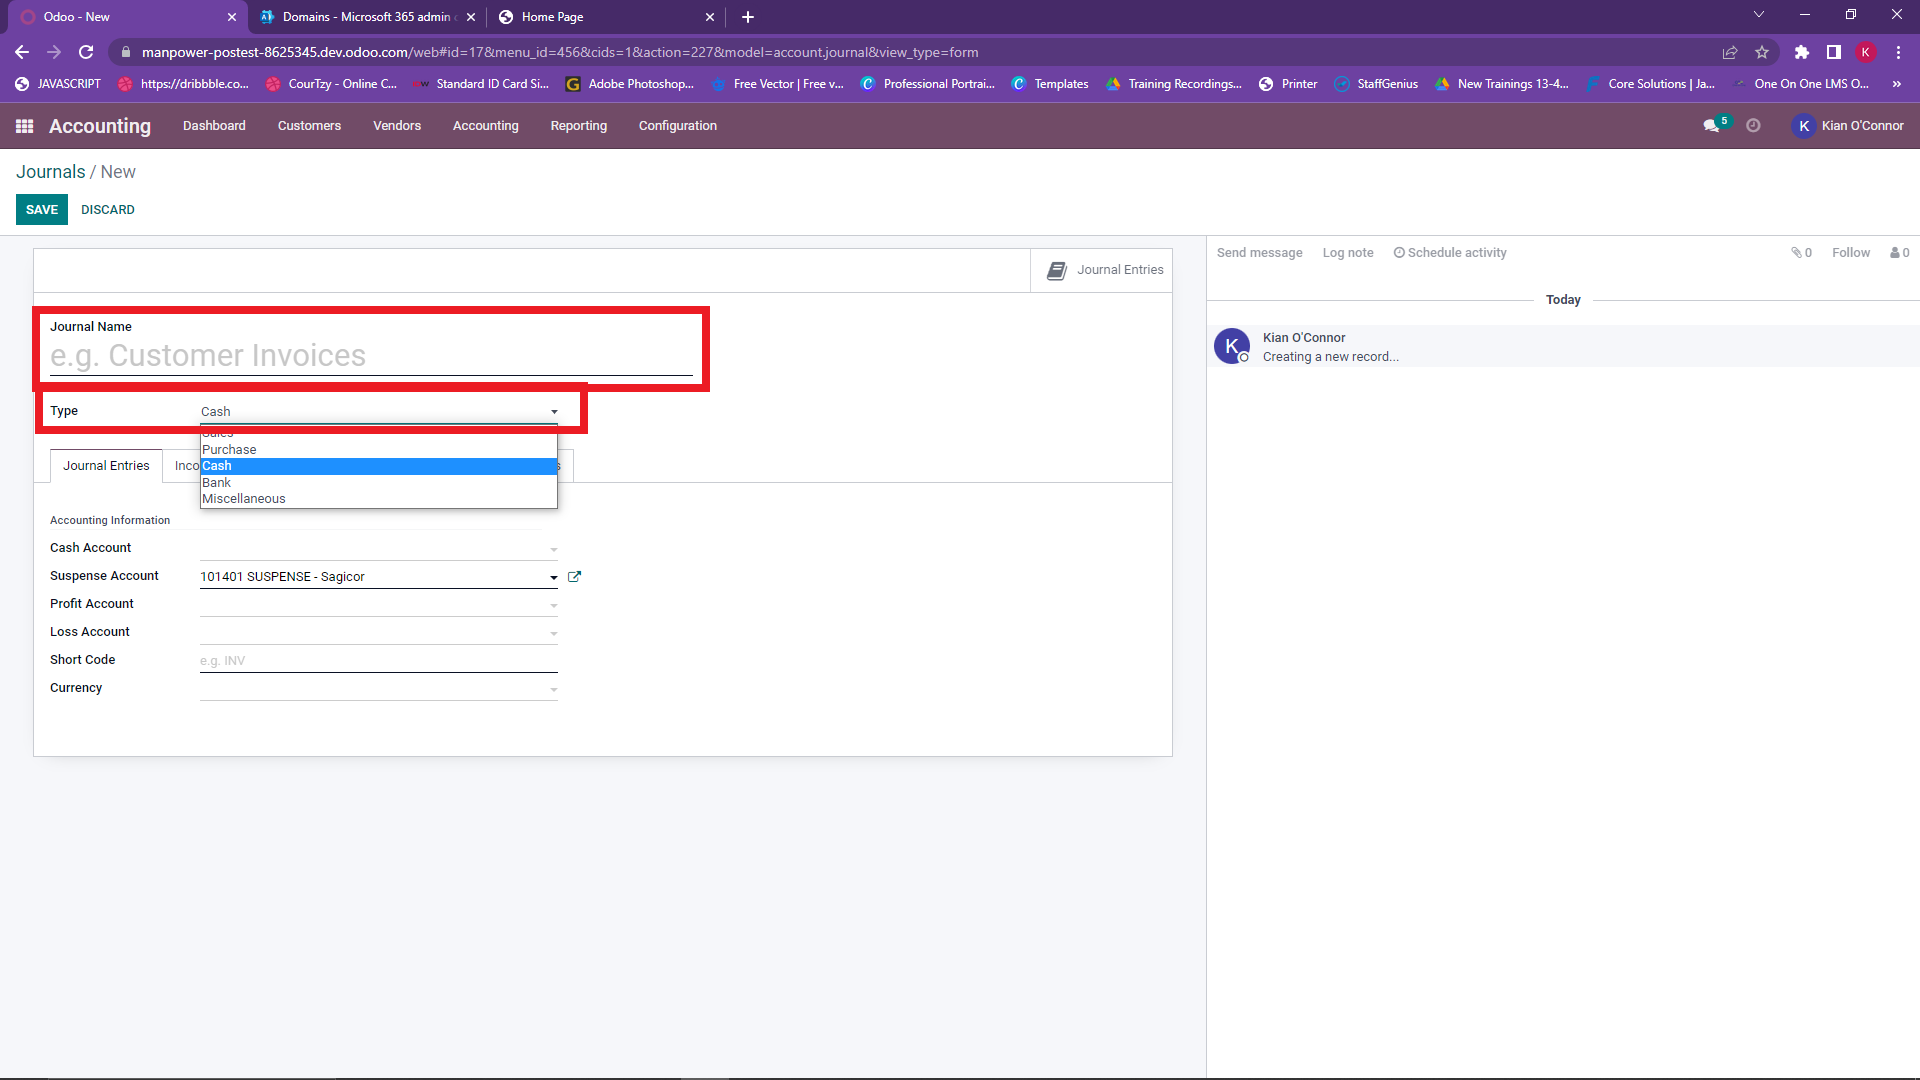 Odoo - New
Domains - Microsoft 365 admin
Home Page
manpower-postest-8625345.dev.odoo.com/web#id=17&menu_id=456&cids=1&action=227&model=account.journal&view_type=form
K
JAVASCRIPT
https://dribbble.co...
CourTzy - Online C...
Standard ID Card Si...
Adobe Photoshop...
Free Vector | Free v...
Professional Portrai...
Templates
Training Recordings...
Printer
StaffGenius
New Trainings 13-4...
Core Solutions | Ja...
One On One LMS O...
»
Accounting
Dashboard
Customers
Vendors
Accounting
Reporting
Configuration
5
K
Kian O'Connor
Journals / New
SAVE
DISCARD
Journal Entries
Send message
Log note
Schedule activity
0
Follow
0
Today
K
Kian O'Connor
Creating a new record...
Journal Name
e.g. Customer Invoices
Type
Cash
Sales
Purchase
Cash
Bank
Miscellaneous
Journal Entries
Inco
s
Accounting Information
Cash Account
Suspense Account
101401 SUSPENSE - Sagicor
Profit Account
Loss Account
Short Code
e.g. INV
Currency